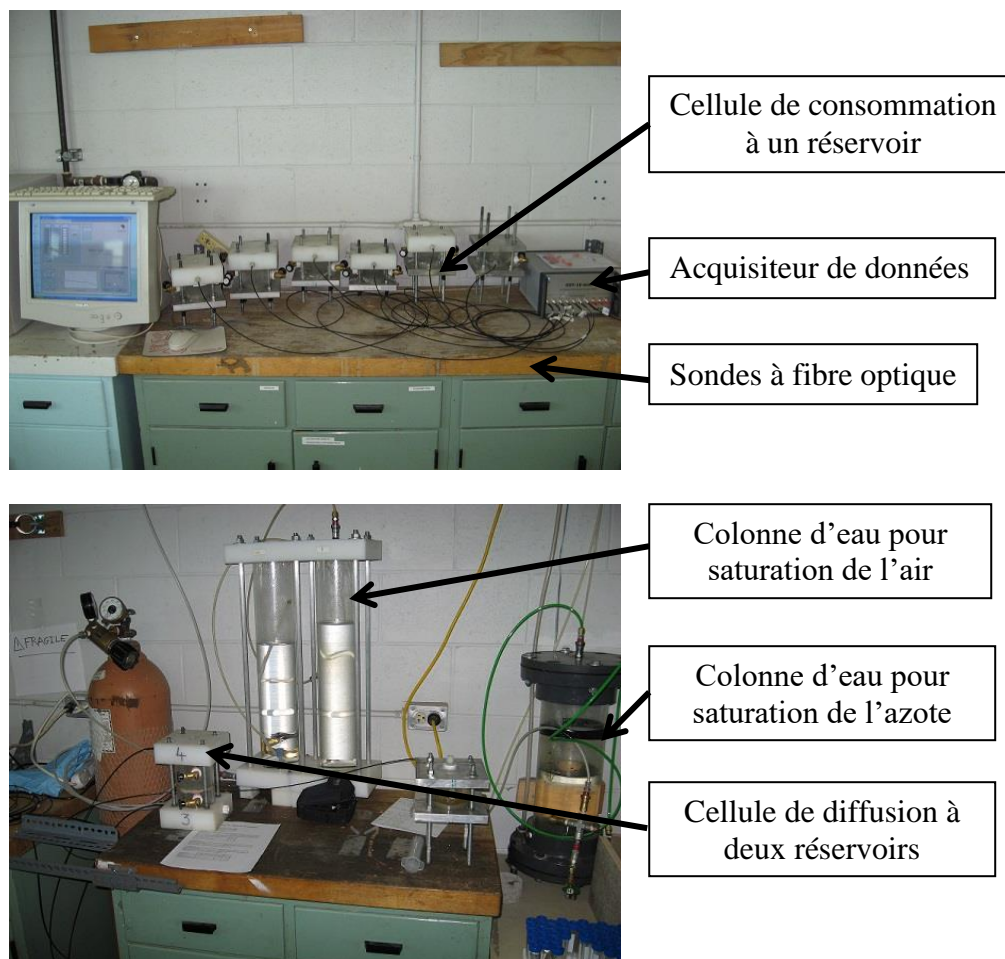 Cellule de consommation
à un réservoir
Acquisiteur de données
Sondes à fibre optique
Colonne d'eau pour
saturation de l'air
FRAGILE
Colonne d'eau pour
saturation de l'azote
4
3
Cellule de diffusion à
deux réservoirs